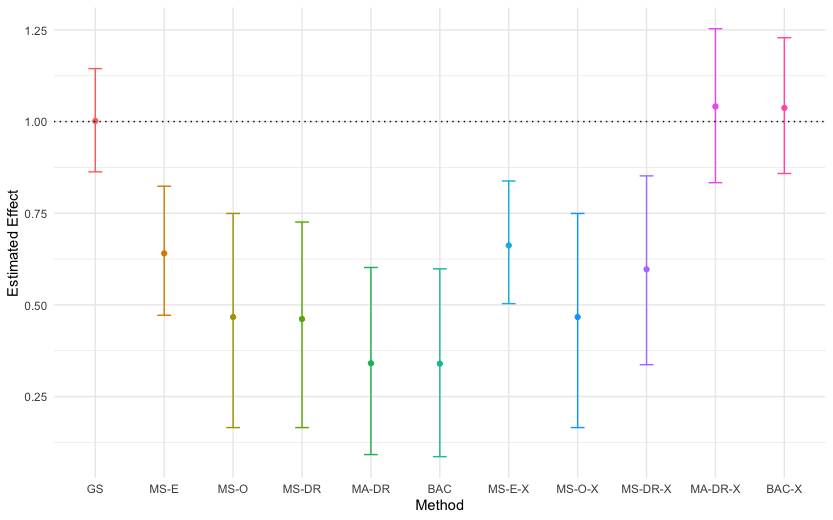 1.25
1.00
0.75
0.50
0.25
Estimated Effect
GS MS-E MS-O MS-DR MA-DR BAC MS-E-X MS-O-X MS-DR-X MA-DR-X BAC-X
Method